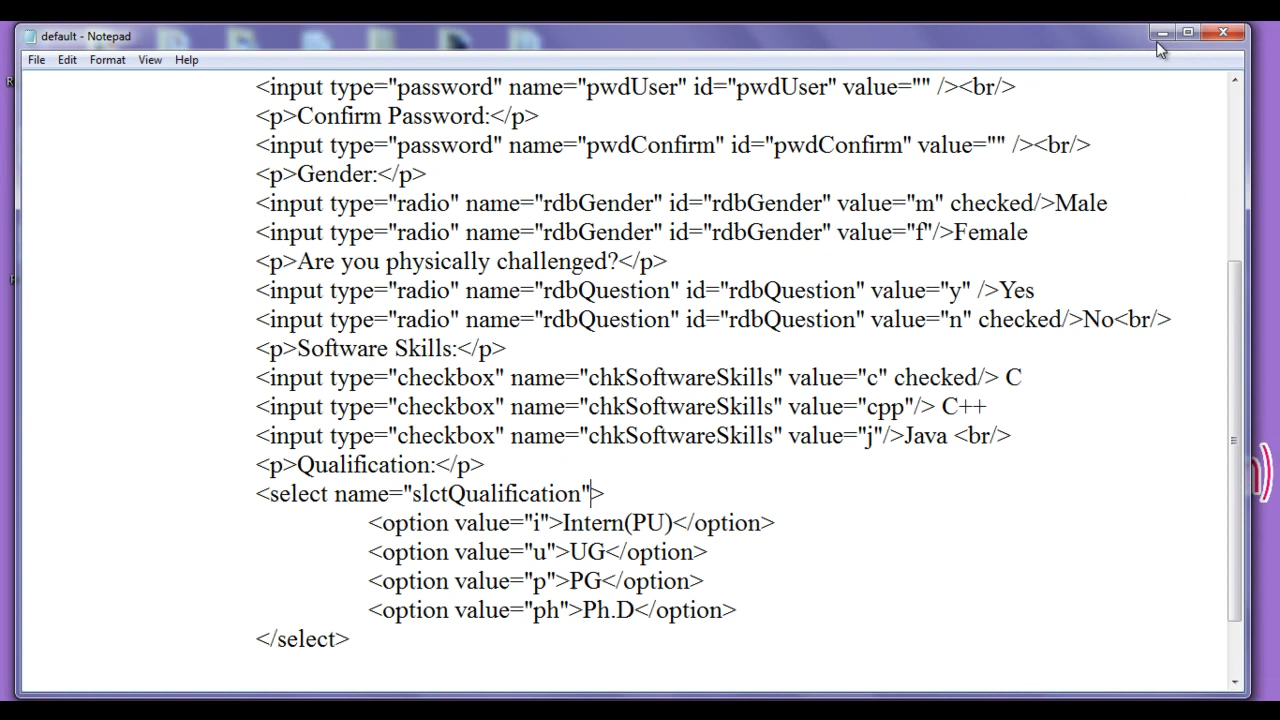 default - Notepad
File Edit Format View Help
<input type="password" name="pwdUser" id="pwdUser" value="" /><br/>
<p>Confirm Password:</p>
<input type="password" name="pwdConfirm" id="pwdConfirm" value="" /><br/>
<p>Gender:</p>
<input type="radio" name="rdbGender" id="rdbGender" value="m" checked/>Male
<input type="radio" name="rdbGender" id="rdbGender" value="f"/>Female
<p>Are you physically challenged?</p>
<input type="radio" name="rdbQuestion" id="rdbQuestion" value="y" />Yes
<input type="radio" name="rdbQuestion" id="rdbQuestion" value="n" checked/>No<br/>
<p>Software Skills:</p>
<input type="checkbox" name="chkSoftwareSkills" value="c" checked/> C
<input type="checkbox" name="chkSoftwareSkills" value="cpp"/> C++
<input type="checkbox" name="chkSoftwareSkills" value="j"/>Java <br/>
<p>Qualification:</p>
<select name="slctQualification">
<option value="i">Intern(PU)</option>
<option value="u">UG</option>
<option value="p">PG</option>
<option value="ph">Ph.D</option>
</select>